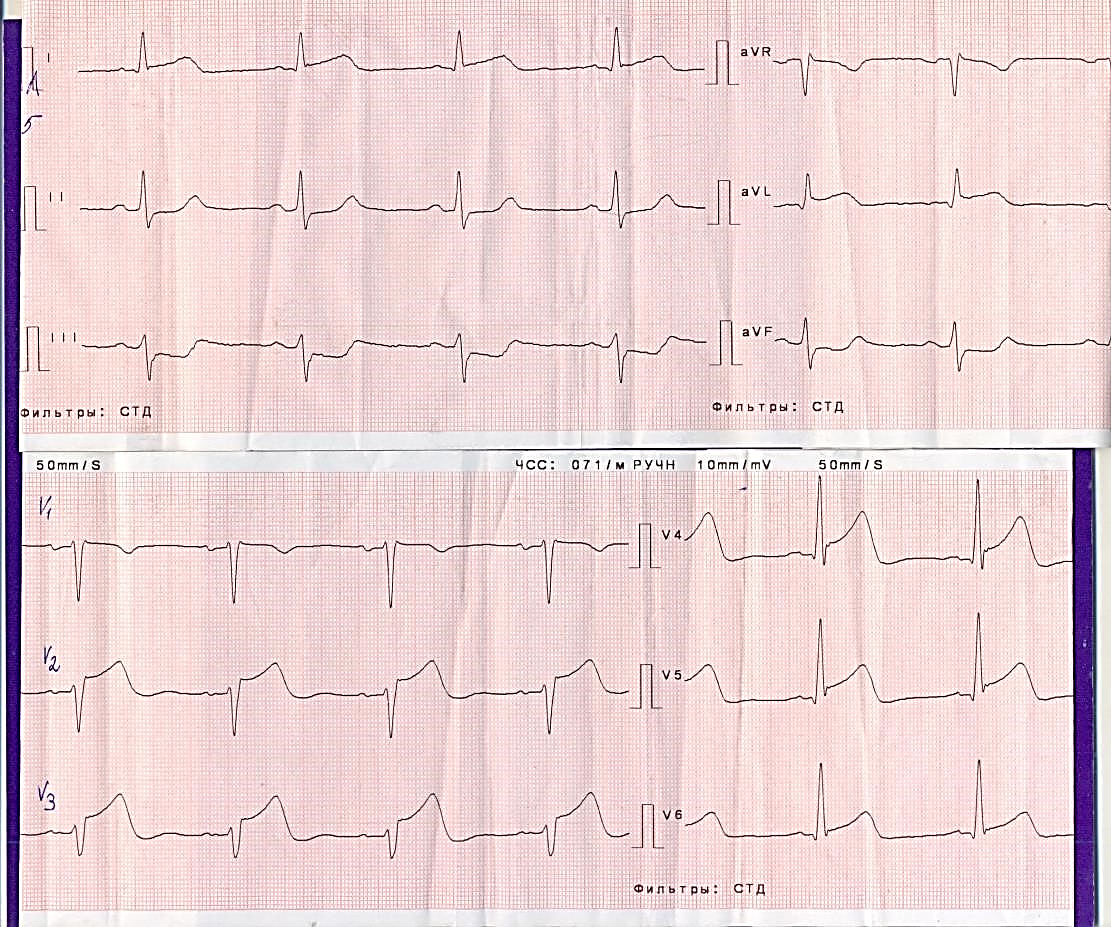 I
aVR
А
5
II
aVL
III
aVF
Фильтры: СТД
Фильтры: СТД
50mm/S
ЧСС: 071/м РУЧН 10mm/mV 50mm/S
V1
V4
V2
V5
V3
V6
Фильтры: СТД